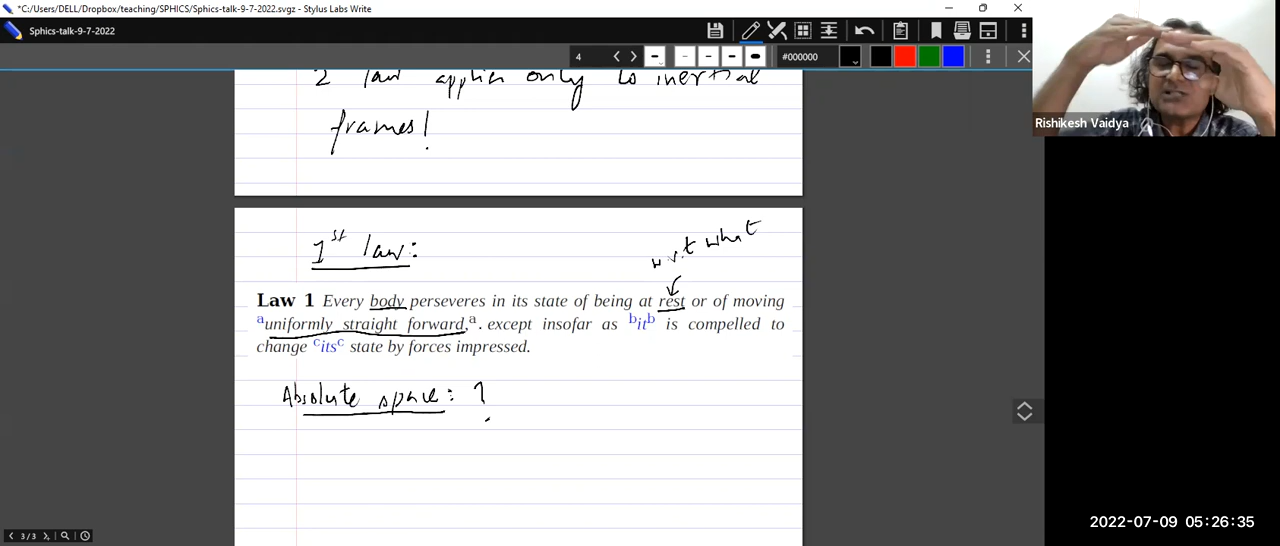 *C:/Users/DELL/Dropbox/teaching/SPHICS/Sphics-talk-9-7-2022.svgz - Stylus Labs Write
Sphics-talk-9-7-2022
4
#000000
Rishikesh Vaidya
2 law applies only to inertial
frames!
1st law:
w.r.t what
Law 1 Every body perseveres in its state of being at rest or of moving
auniformly straight forward,a. except insofar as bitb is compelled to
change citsc state by forces impressed.
Absolute space: ?
3/3
2022-07-09 05:26:35